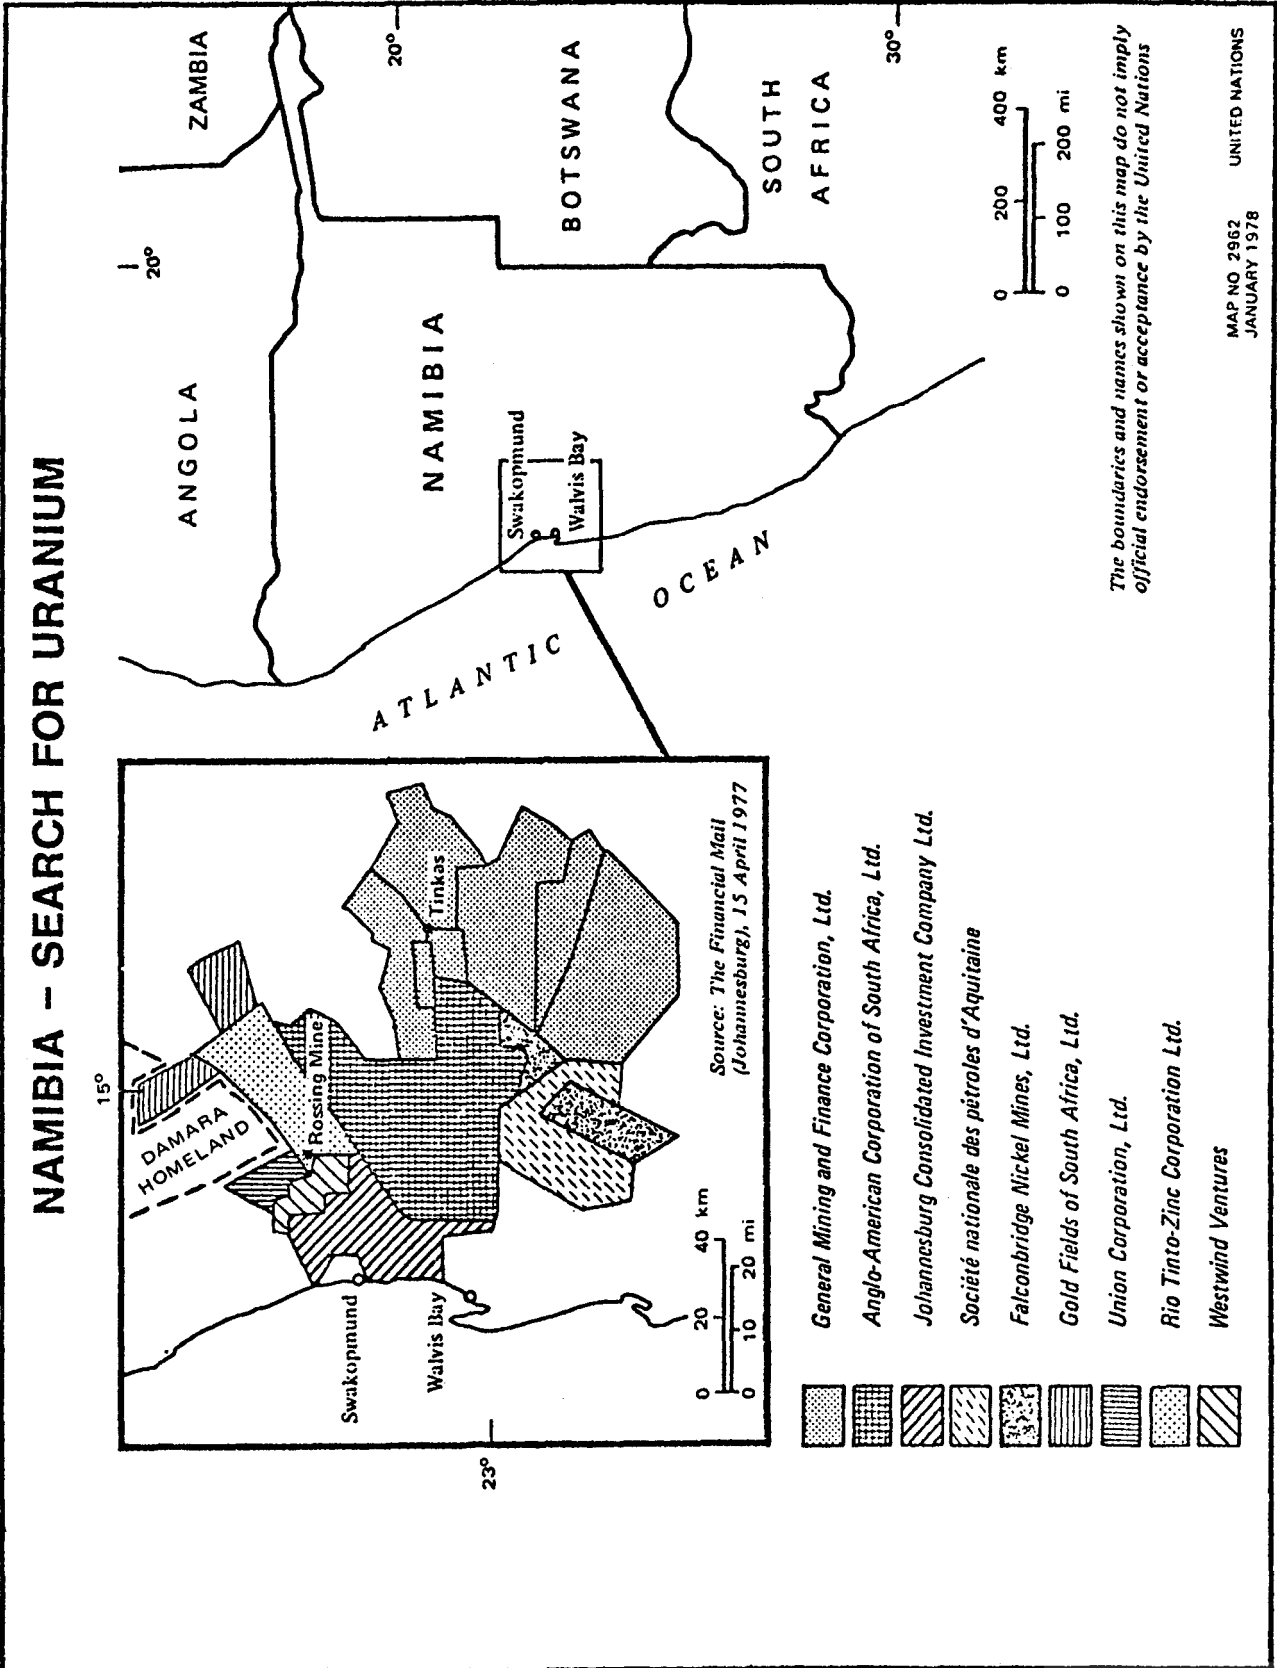 NAMIBIA – SEARCH FOR URANIUM
ANGOLA
ZAMBIA
20°
20°
NAMIBIA
BOTSWANA
Swakopmund
Walvis Bay
ATLANTIC
OCEAN
SOUTH
AFRICA
30°
0 200 400 km
0 100 200 mi
The boundaries and names shown on this map do not imply
official endorsement or acceptance by the United Nations
MAP NO 2962 UNITED NATIONS
JANUARY 1978
15°
DAMARA
HOMELAND
Rossing Mine
Tinkas
Swakopmund
Walvis Bay
23°
0 20 40 km
0 10 20 mi
Source: The Financial Mail
(Johannesburg), 15 April 1977
General Mining and Finance Corporation, Ltd.
Anglo-American Corporation of South Africa, Ltd.
Johannesburg Consolidated Investment Company Ltd.
Société nationale des pétroles d'Aquitaine
Falconbridge Nickel Mines, Ltd.
Gold Fields of South Africa, Ltd.
Union Corporation, Ltd.
Rio Tinto-Zinc Corporation Ltd.
Westwind Ventures